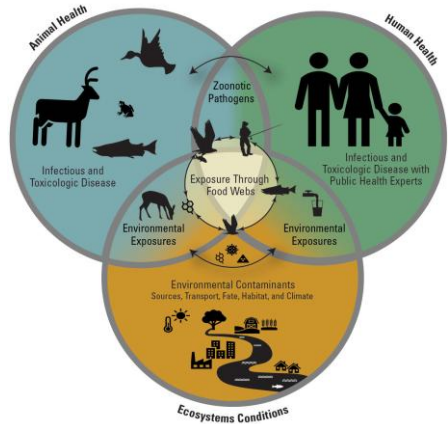 Animal Health
Human Health
Zoonotic
Pathogens
Infectious and
Toxicologic Disease
Infectious and
Toxicologic Disease with
Public Health Experts
Exposure Through
Food Webs
Environmental
Exposures
Environmental
Exposures
Environmental Contaminants
Sources, Transport, Fate, Habitat, and Climate
Ecosystems Conditions